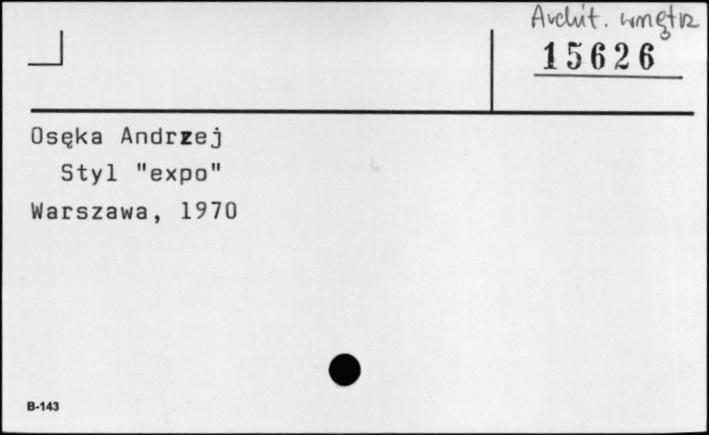 Archit. wnętrz
15626
Osęka Andrzej
Styl "expo"
Warszawa, 1970
B-143